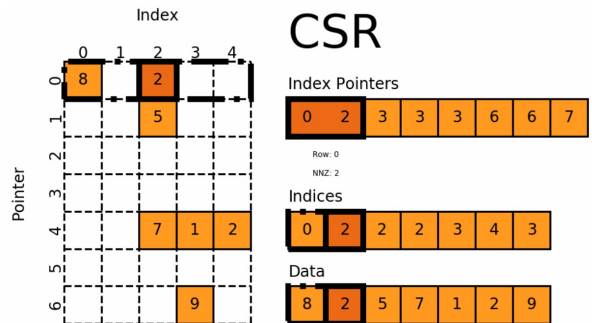 Index
0 1 2 3 4
Pointer
0 8 2
1 5
2
3
4 7 1 2
5
6 9
CSR
Index Pointers
0 2 3 3 3 6 6 7
Row: 0
NNZ: 2
Indices
0 2 2 2 3 4 3
Data
8 2 5 7 1 2 9